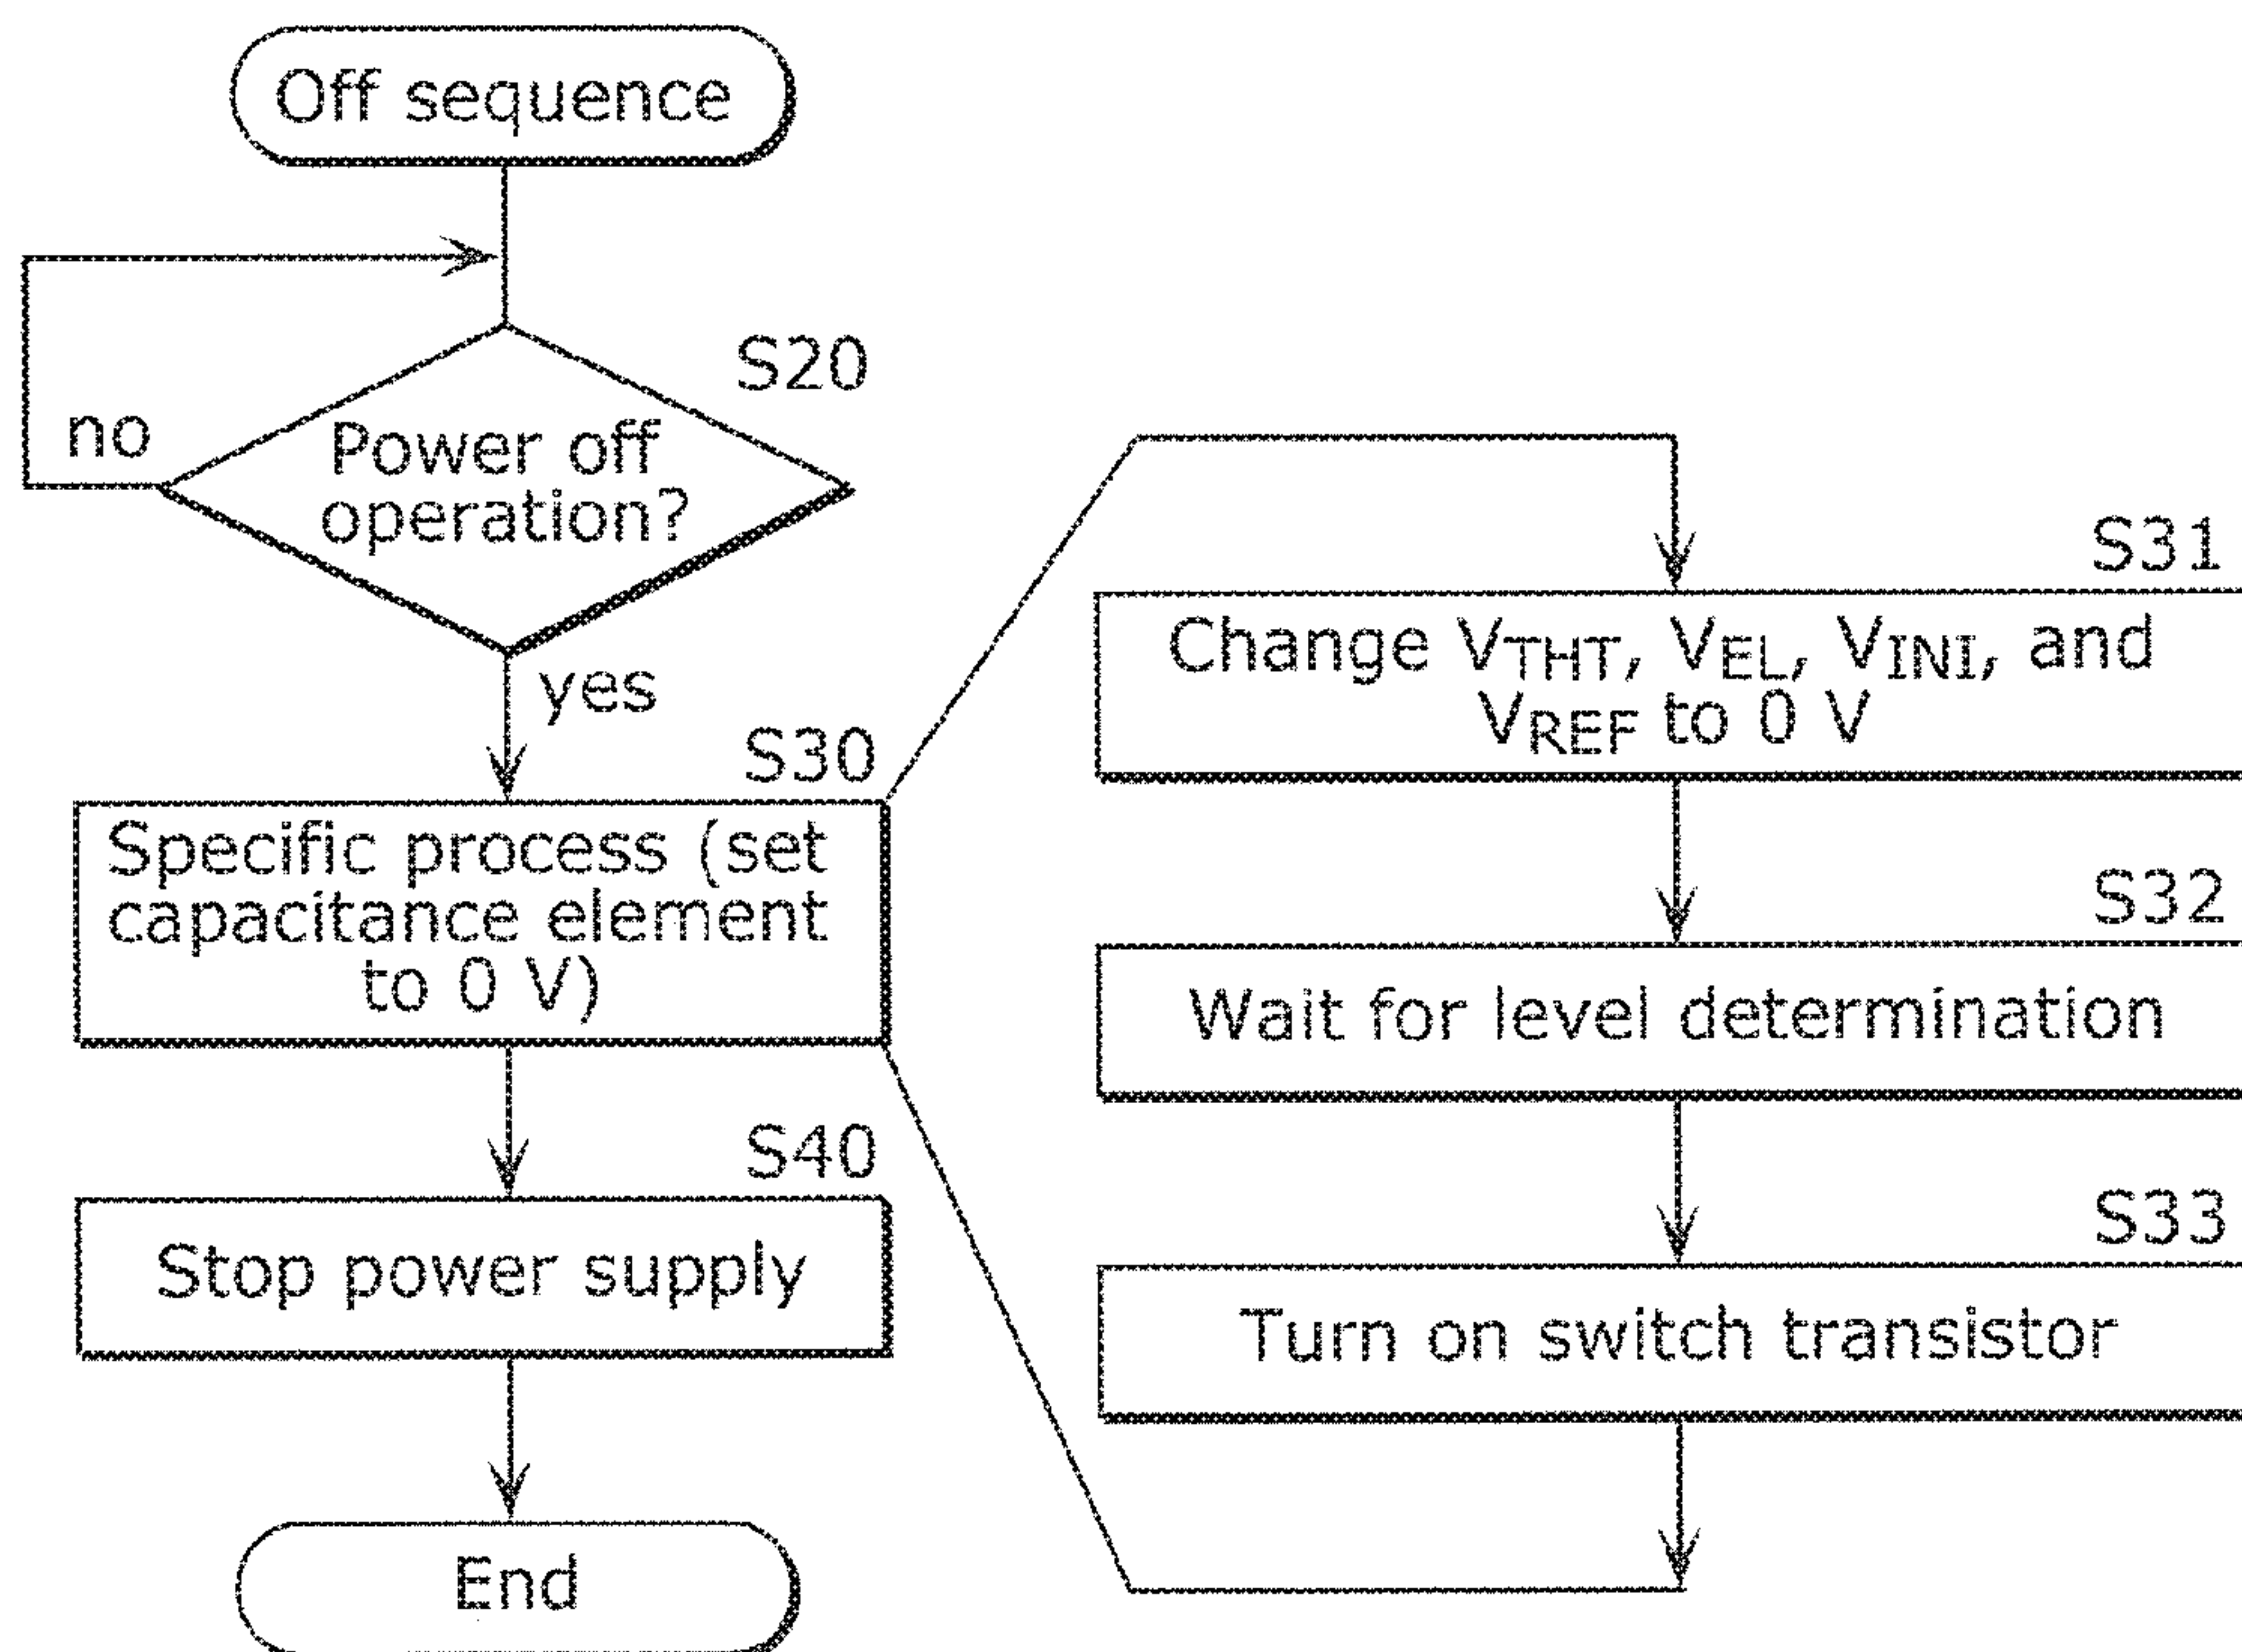 Off sequence
S20
no
Power off
operation?
yes
S30
Specific process (set
capacitance element
to 0 V)
S40
Stop power supply
End
S31
Change VTHT, VEL, VINI, and
VREF to 0 V
S32
Wait for level determination
S33
Turn on switch transistor